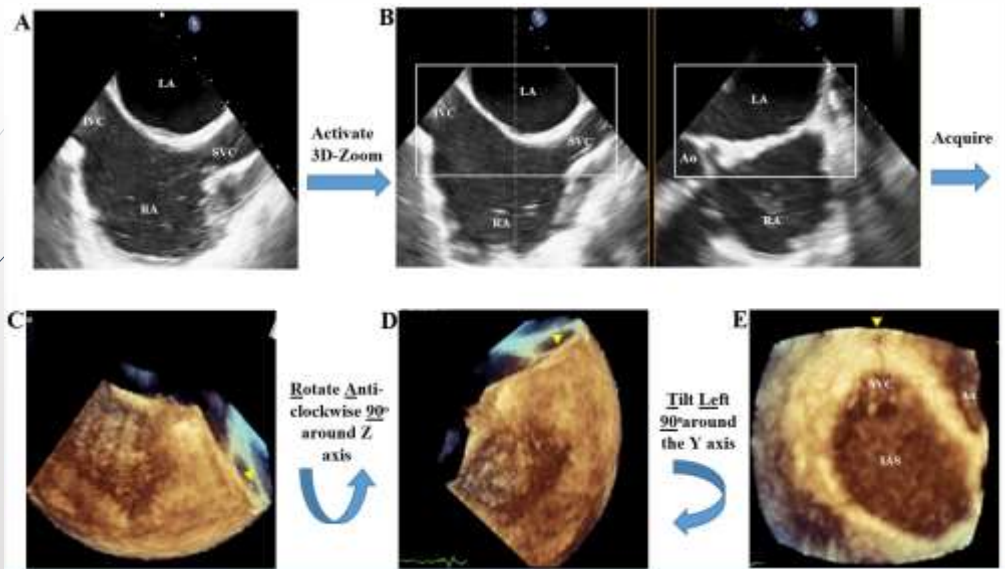 A
B
LA
IVC
SVC
RA
Activate
3D-Zoom
LA
IVC
SVC
RA
LA
Ao
RA
Acquire
C
D
E
Rotate Anti-
clockwise 90°
around Z
axis
Tilt Left
90°around
the Y axis
SVC
IAS